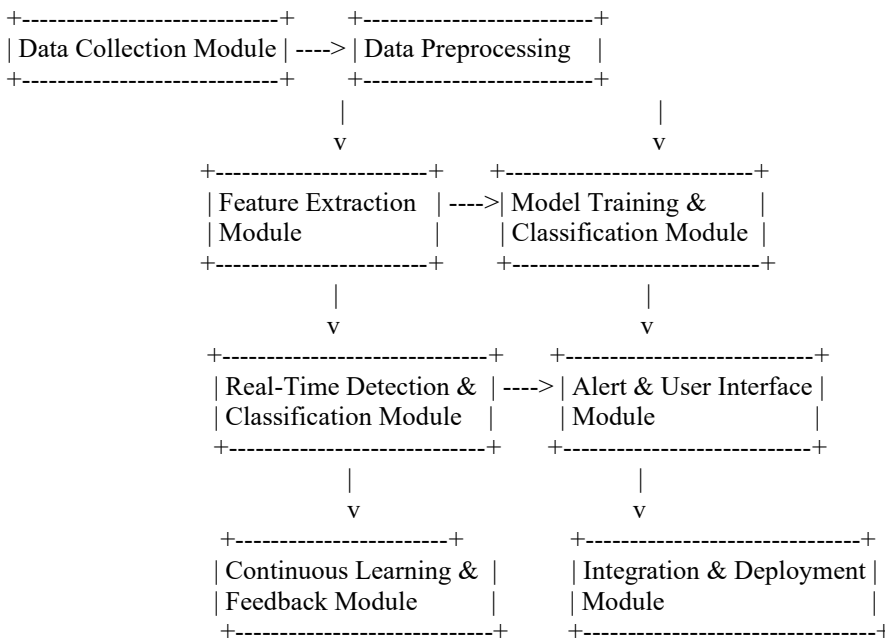 +----------------------------+ +-------------------------+
| Data Collection Module | ----> | Data Preprocessing |
+----------------------------+ +-------------------------+
| |
v v
+------------------------+ +----------------------------+
| Feature Extraction | ---->| Model Training & |
| Module | | Classification Module |
+-----------------------+ +---------------------------+
| |
v v
+-----------------------------+ +---------------------------+
| Real-Time Detection & | ----> | Alert & User Interface |
| Classification Module | | Module |
+-----------------------------+ +----------------------------+
| |
v v
+------------------------+ +-------------------------------+
| Continuous Learning & | | Integration & Deployment |
| Feedback Module | | Module |
+-----------------------------+ +---------------------------------+